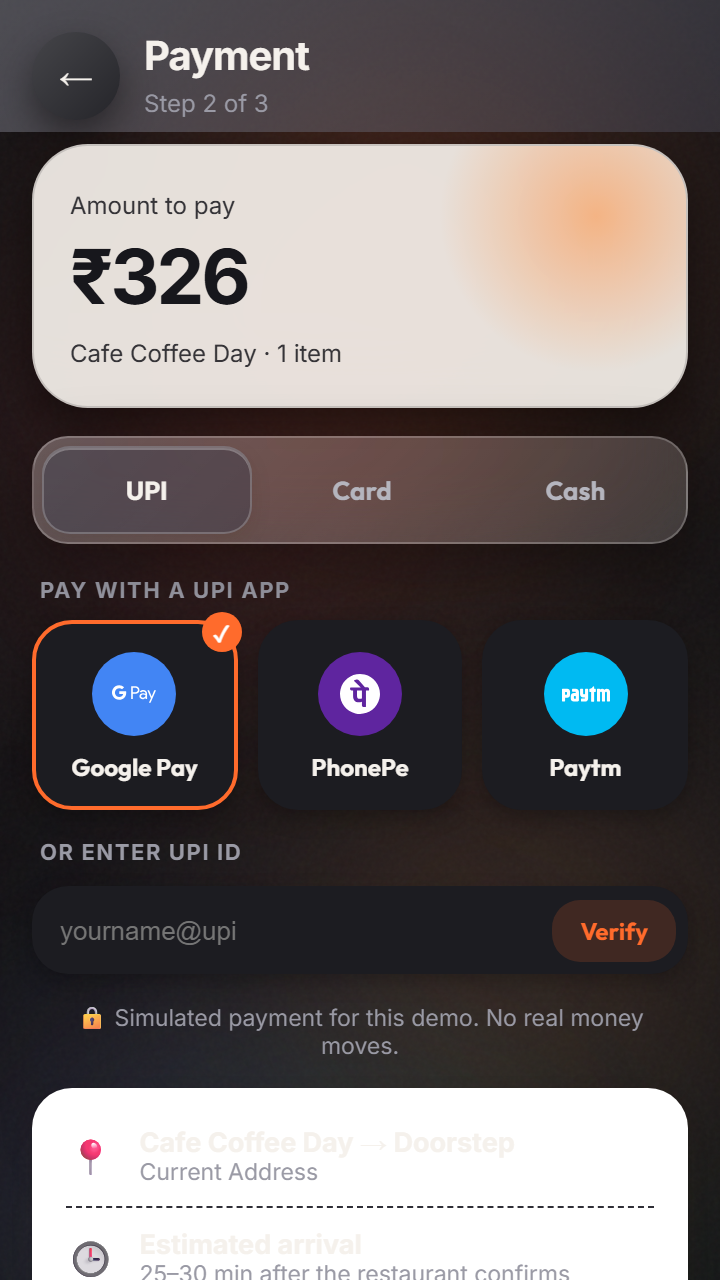 ←
Payment
Step 2 of 3
Amount to pay
₹326
Cafe Coffee Day · 1 item
UPI
Card
Cash
PAY WITH A UPI APP
✓
G Pay
पे
paytm
Google Pay
PhonePe
Paytm
OR ENTER UPI ID
yourname@upi
Verify
🔒 Simulated payment for this demo. No real money
moves.
Cafe Coffee Day → Doorstep
Current Address
Estimated arrival
25–30 min after the restaurant confirms